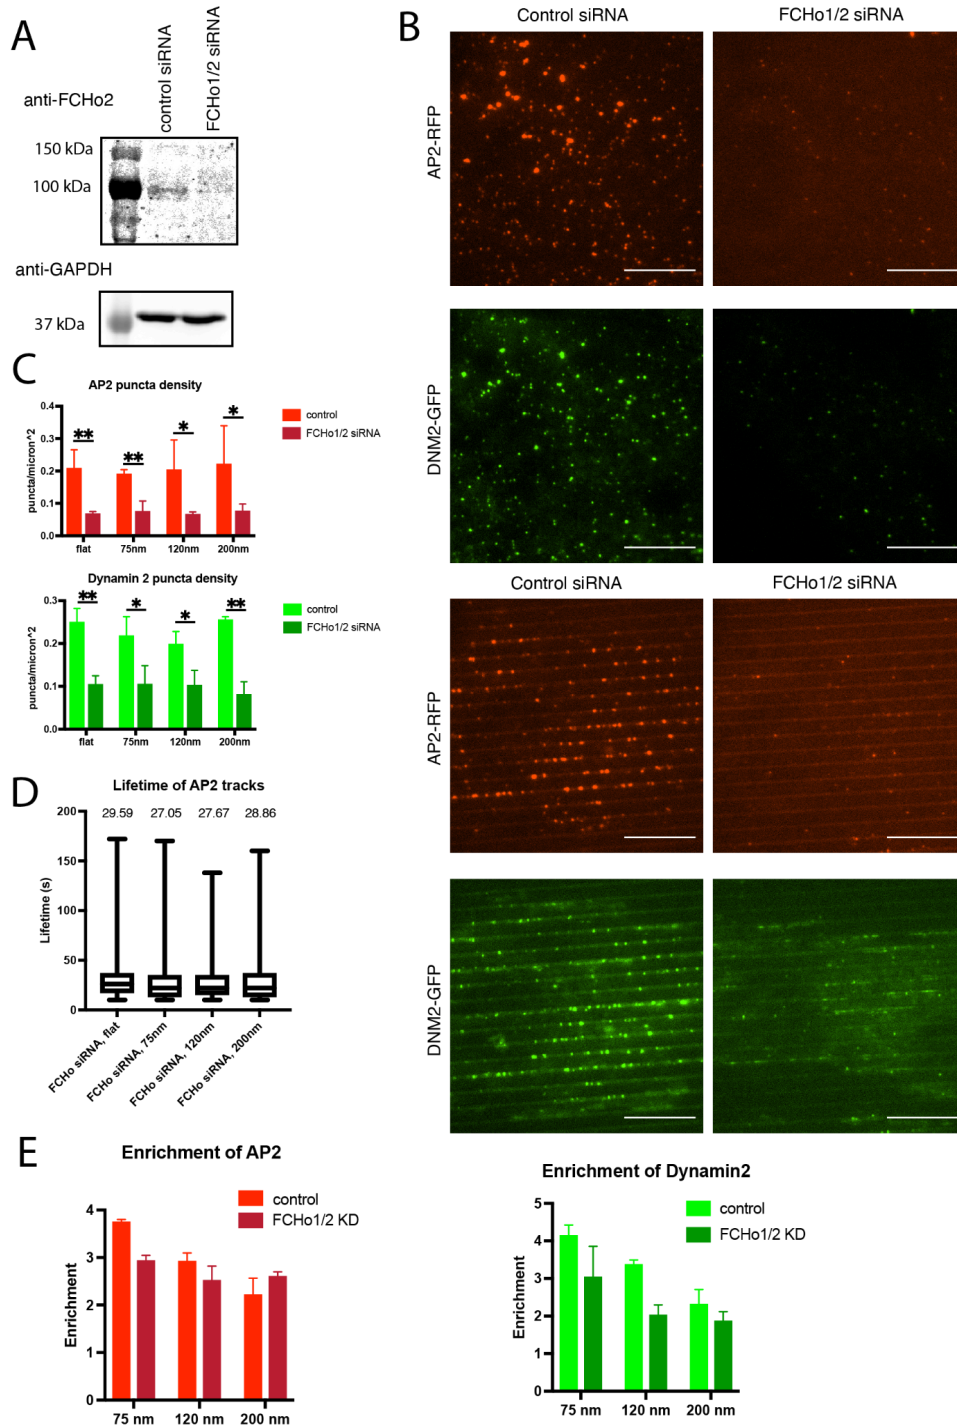 A
control siRNA
FCHo1/2 siRNA
anti-FCHo2
150 kDa
100 kDa
anti-GAPDH
37 kDa
B
Control siRNA
FCHo1/2 siRNA
AP2-RFP
DNM2-GFP
Control siRNA
FCHo1/2 siRNA
AP2-RFP
DNM2-GFP
C
AP2 puncta density
puncta/micron^2
0.4
0.3
0.2
0.1
0.0
**
**
*
*
flat
75nm
120nm
200nm
control
FCHo1/2 siRNA
Dynamin 2 puncta density
puncta/micron^2
0.3
0.2
0.1
0.0
**
*
*
**
flat
75nm
120nm
200nm
control
FCHo1/2 siRNA
D
Lifetime of AP2 tracks
29.59
27.05
27.67
28.86
Lifetime (s)
200
150
100
50
0
FCHo siRNA, flat
FCHo siRNA, 75nm
FCHo siRNA, 120nm
FCHo siRNA, 200nm
E
Enrichment of AP2
Enrichment
4
3
2
1
0
75 nm
120 nm
200 nm
control
FCHo1/2 KD
Enrichment of Dynamin2
Enrichment
5
4
3
2
1
0
75 nm
120 nm
200 nm
control
FCHo1/2 KD